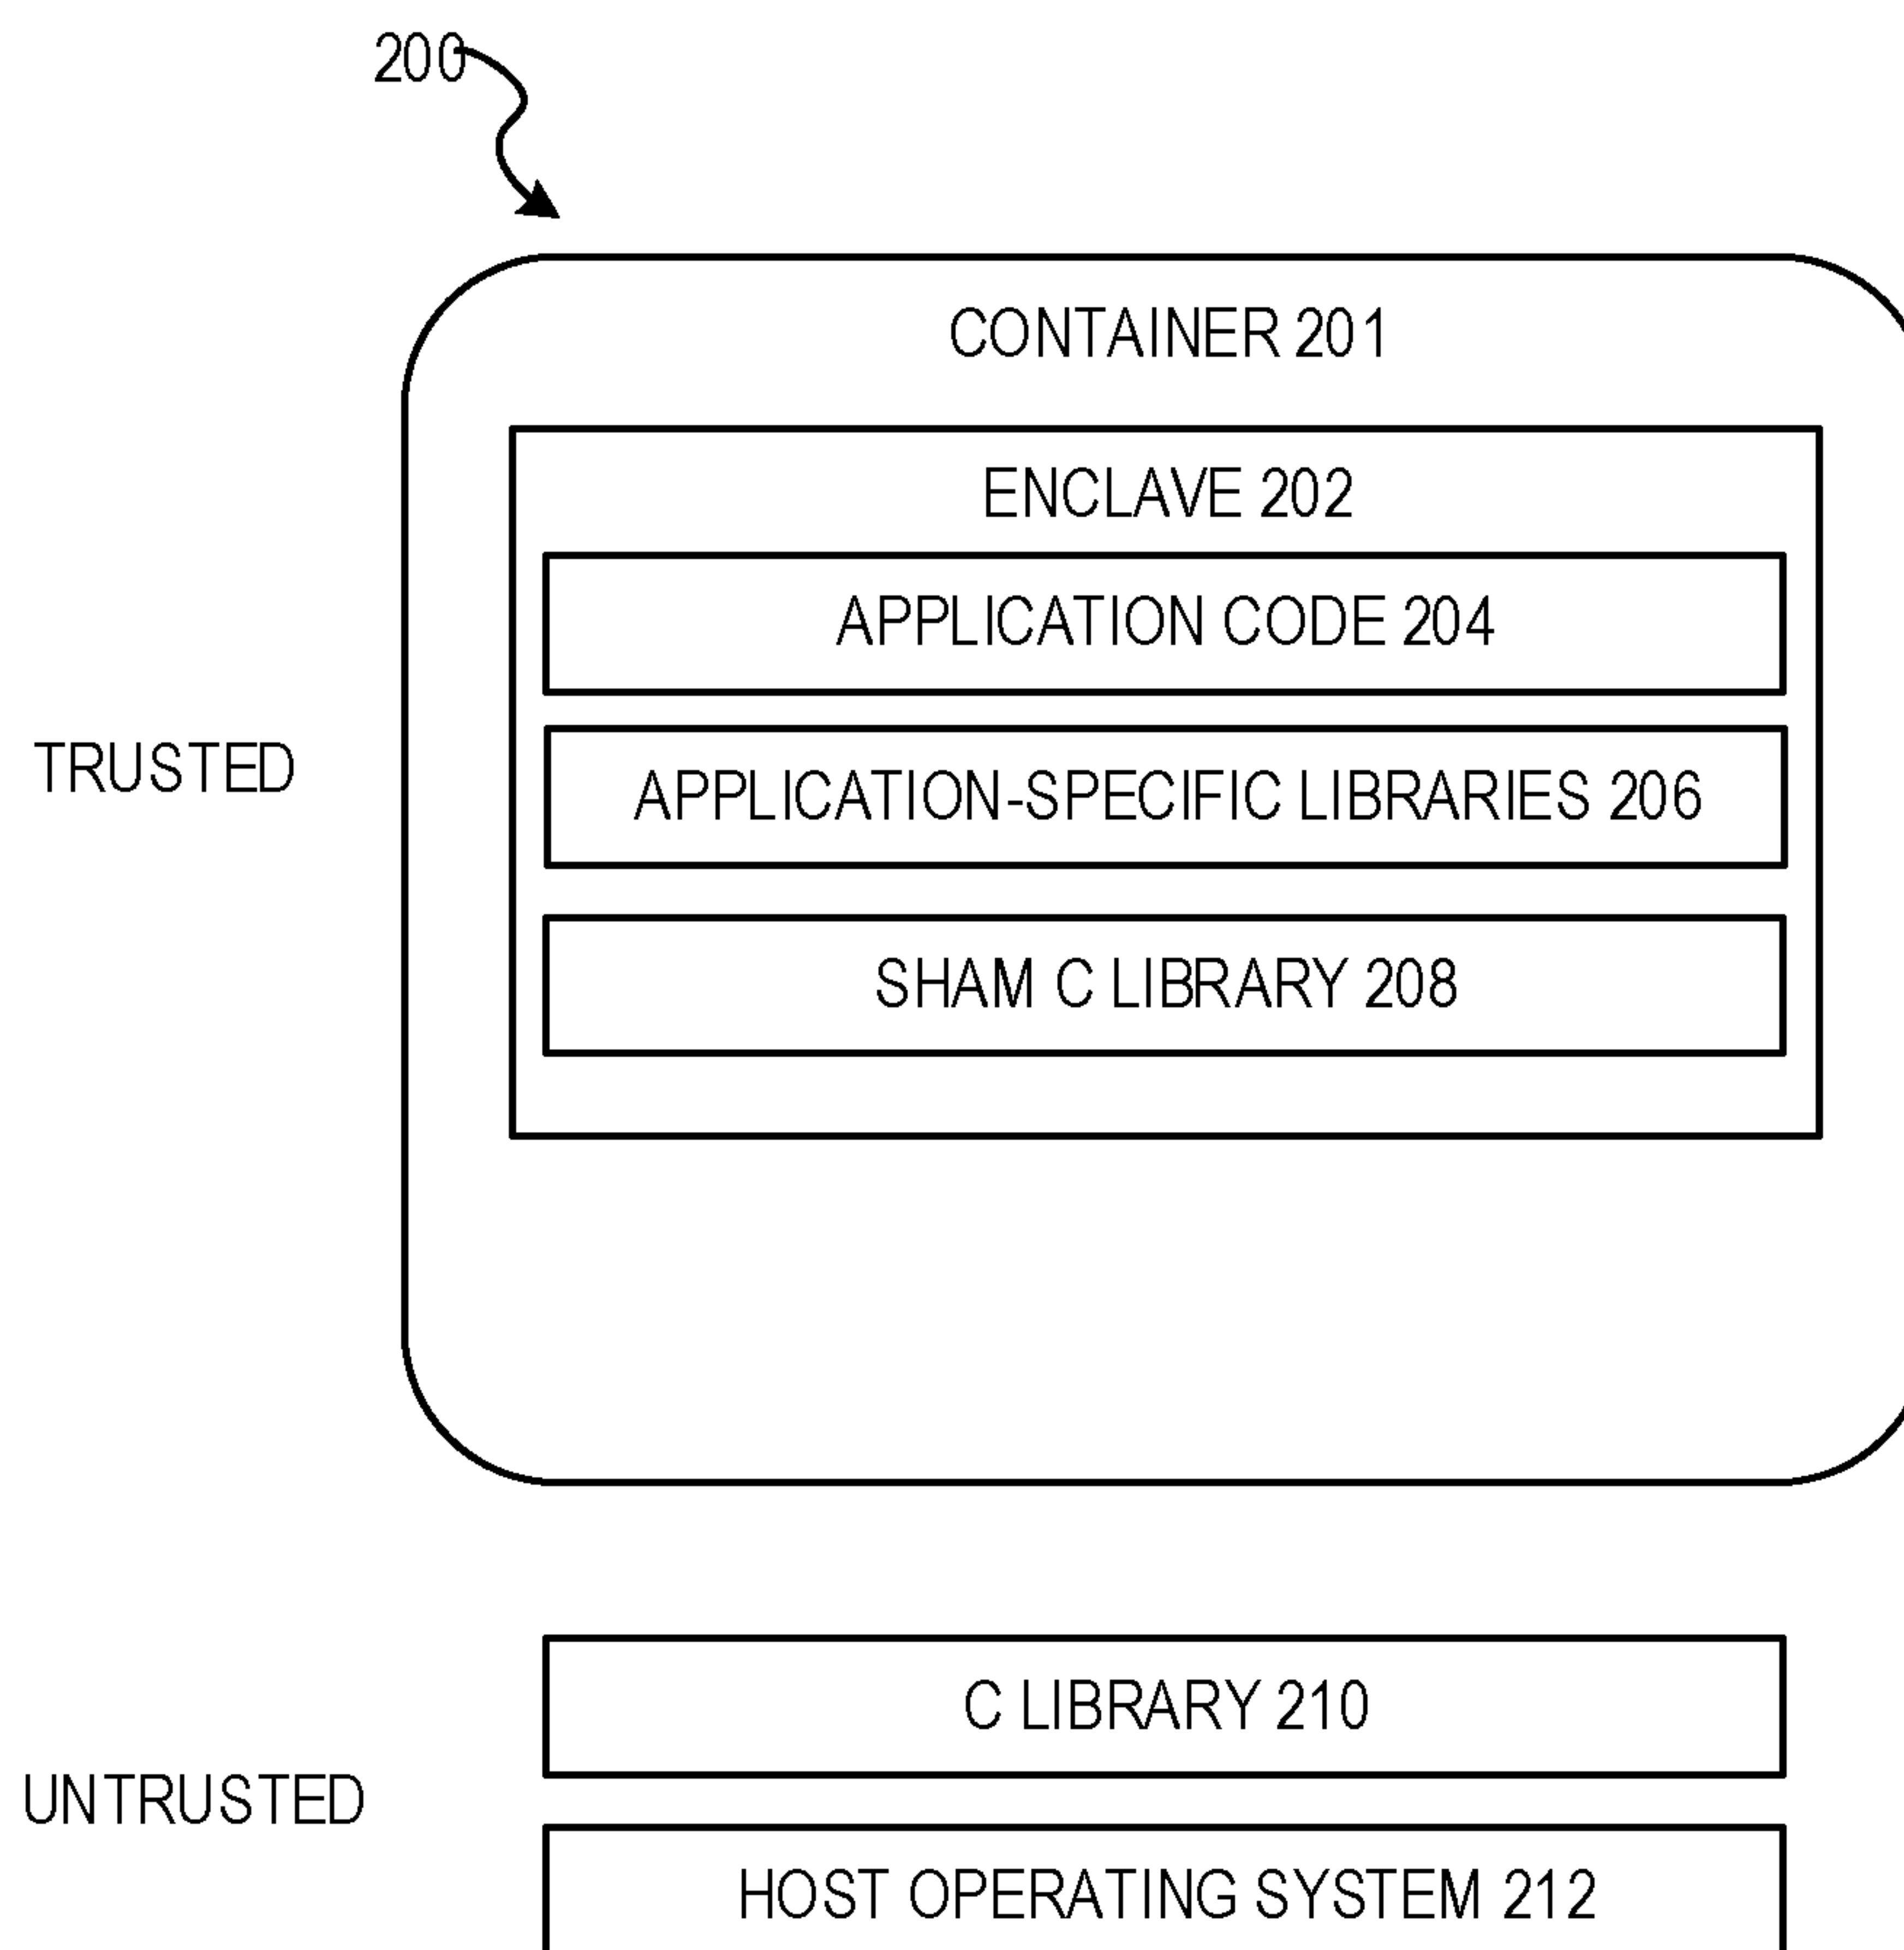 200
CONTAINER 201
ENCLAVE 202
APPLICATION CODE 204
TRUSTED
APPLICATION-SPECIFIC LIBRARIES 206
SHAM C LIBRARY 208
C LIBRARY 210
UNTRUSTED
HOST OPERATING SYSTEM 212